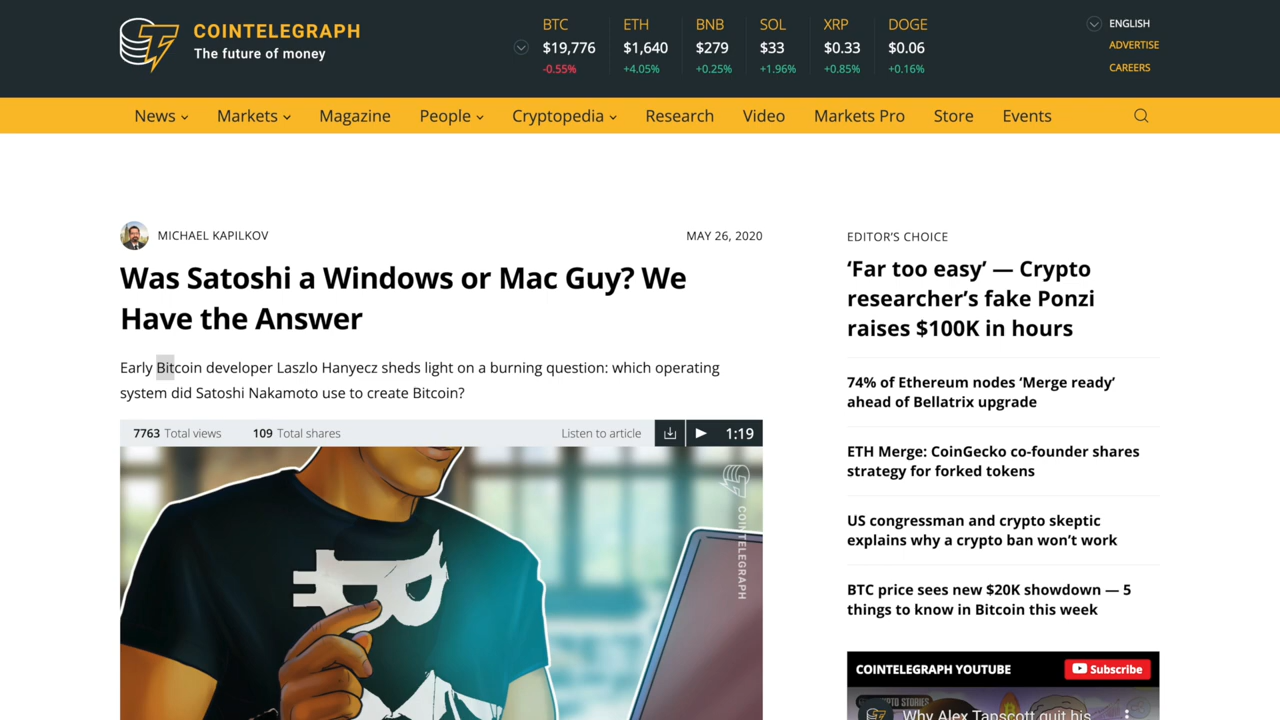 COINTELEGRAPH
The future of money
BTC
$19,776
-0.55%
ETH
$1,640
+4.05%
BNB
$279
+0.25%
SOL
$33
+1.96%
XRP
$0.33
+0.85%
DOGE
$0.06
+0.16%
ENGLISH
ADVERTISE
CAREERS
News Markets Magazine People Cryptopedia Research Video Markets Pro Store Events
MICHAEL KAPILKOV
MAY 26, 2020
Was Satoshi a Windows or Mac Guy? We
Have the Answer
Early Bitcoin developer Laszlo Hanyecz sheds light on a burning question: which operating
system did Satoshi Nakamoto use to create Bitcoin?
7763 Total views 109 Total shares Listen to article 1:19
COINTELEGRAPH
EDITOR'S CHOICE
‘Far too easy’ — Crypto
researcher’s fake Ponzi
raises $100K in hours
74% of Ethereum nodes ‘Merge ready’
ahead of Bellatrix upgrade
ETH Merge: CoinGecko co-founder shares
strategy for forked tokens
US congressman and crypto skeptic
explains why a crypto ban won’t work
BTC price sees new $20K showdown — 5
things to know in Bitcoin this week
COINTELEGRAPH YOUTUBE
Subscribe
Why Alex Tapscott quit his